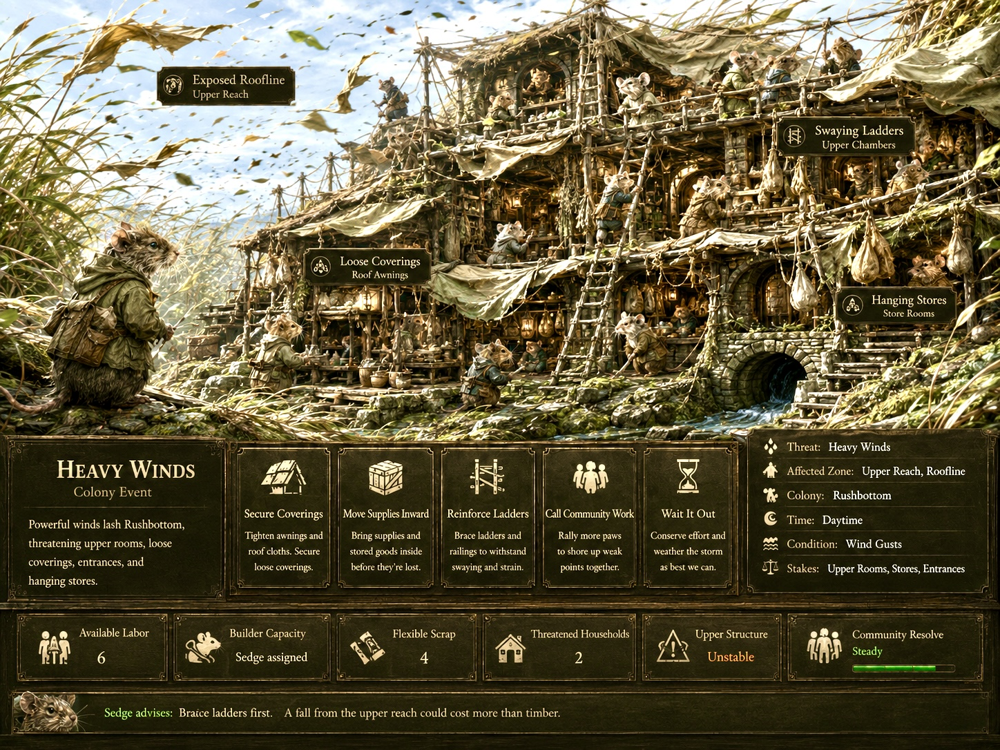 Exposed Roofline
Upper Reach
Swaying Ladders
Upper Chambers
Loose Coverings
Roof Awnings
Hanging Stores
Store Rooms
HEAVY WINDS
Colony Event
Powerful winds lash Rushbottom,
threatening upper rooms, loose
coverings, entrances, and
hanging stores.
Secure Coverings
Tighten awnings and
roof cloths. Secure
loose coverings.
Move Supplies Inward
Bring supplies and
stored goods inside
before they're lost.
Reinforce Ladders
Brace ladders and
railings to withstand
swaying and strain.
Call Community Work
Rally more paws
to shore up weak
points together.
Wait It Out
Conserve effort and
weather the storm
as best we can.
Threat: Heavy Winds
Affected Zone: Upper Reach, Roofline
Colony: Rushbottom
Time: Daytime
Condition: Wind Gusts
Stakes: Upper Rooms, Stores, Entrances
Available Labor
6
Builder Capacity
Sedge assigned
Flexible Scrap
4
Threatened Households
2
Upper Structure
Unstable
Community Resolve
Steady
Sedge advises: Braice ladders first. A fall from the upper reach could cost more than timber.